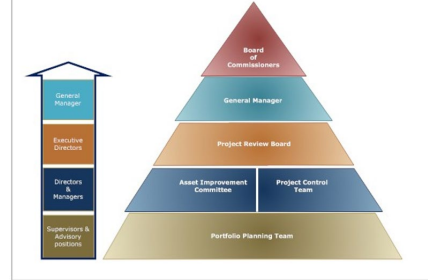 General
Manager
Executive
Directors
Directors
&
Managers
Supervisors &
Advisory
positions
Board
of
Commissioners
General Manager
Project Review Board
Asset Improvement
Committee
Project Control
Team
Portfolio Planning Team